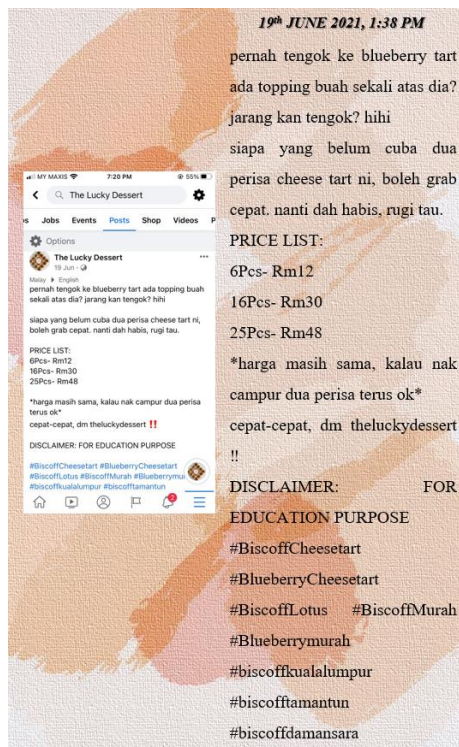 19th JUNE 2021, 1:38 PM
pernah tengok ke blueberry tart
ada topping buah sekali atas dia?
jarang kan tengok? hihi
siapa yang belum cuba dua
perisa cheese tart ni, boleh grab
cepat. nanti dah habis, rugi tau.
PRICE LIST:
6Pcs- Rm12
16Pcs- Rm30
25Pcs- Rm48
*harga masih sama, kalau nak
campur dua perisa terus ok*
cepat-cepat, dm theluckydessert
!!
DISCLAIMER: FOR
EDUCATION PURPOSE
#BiscoffCheesetart
#BlueberryCheesetart
#BiscoffLotus #BiscoffMurah
#Blueberrymurah
#biscoffkualalumpur
#biscofftamantun
#biscoffdamansara
MY MAXIS 7:20 PM 55%
The Lucky Dessert
s Jobs Events Posts Shop Videos P
Options
The Lucky Dessert
19 Jun
Malay English
pernah tengok ke blueberry tart ada topping buah
sekali atas dia? jarang kan tengok? hihi
siapa yang belum cuba dua perisa cheese tart ni,
boleh grab cepat. nanti dah habis, rugi tau.
PRICE LIST:
6Pcs- Rm12
16Pcs- Rm30
25Pcs- Rm48
*harga masih sama, kalau nak campur dua perisa
terus ok*
cepat-cepat, dm theluckydessert !!
DISCLAIMER: FOR EDUCATION PURPOSE
#BiscoffCheesetart #BlueberryCheesetart
#BiscoffLotus #BiscoffMurah #Blueberrymu
#biscoffkualalumpur #biscofftamantun
2